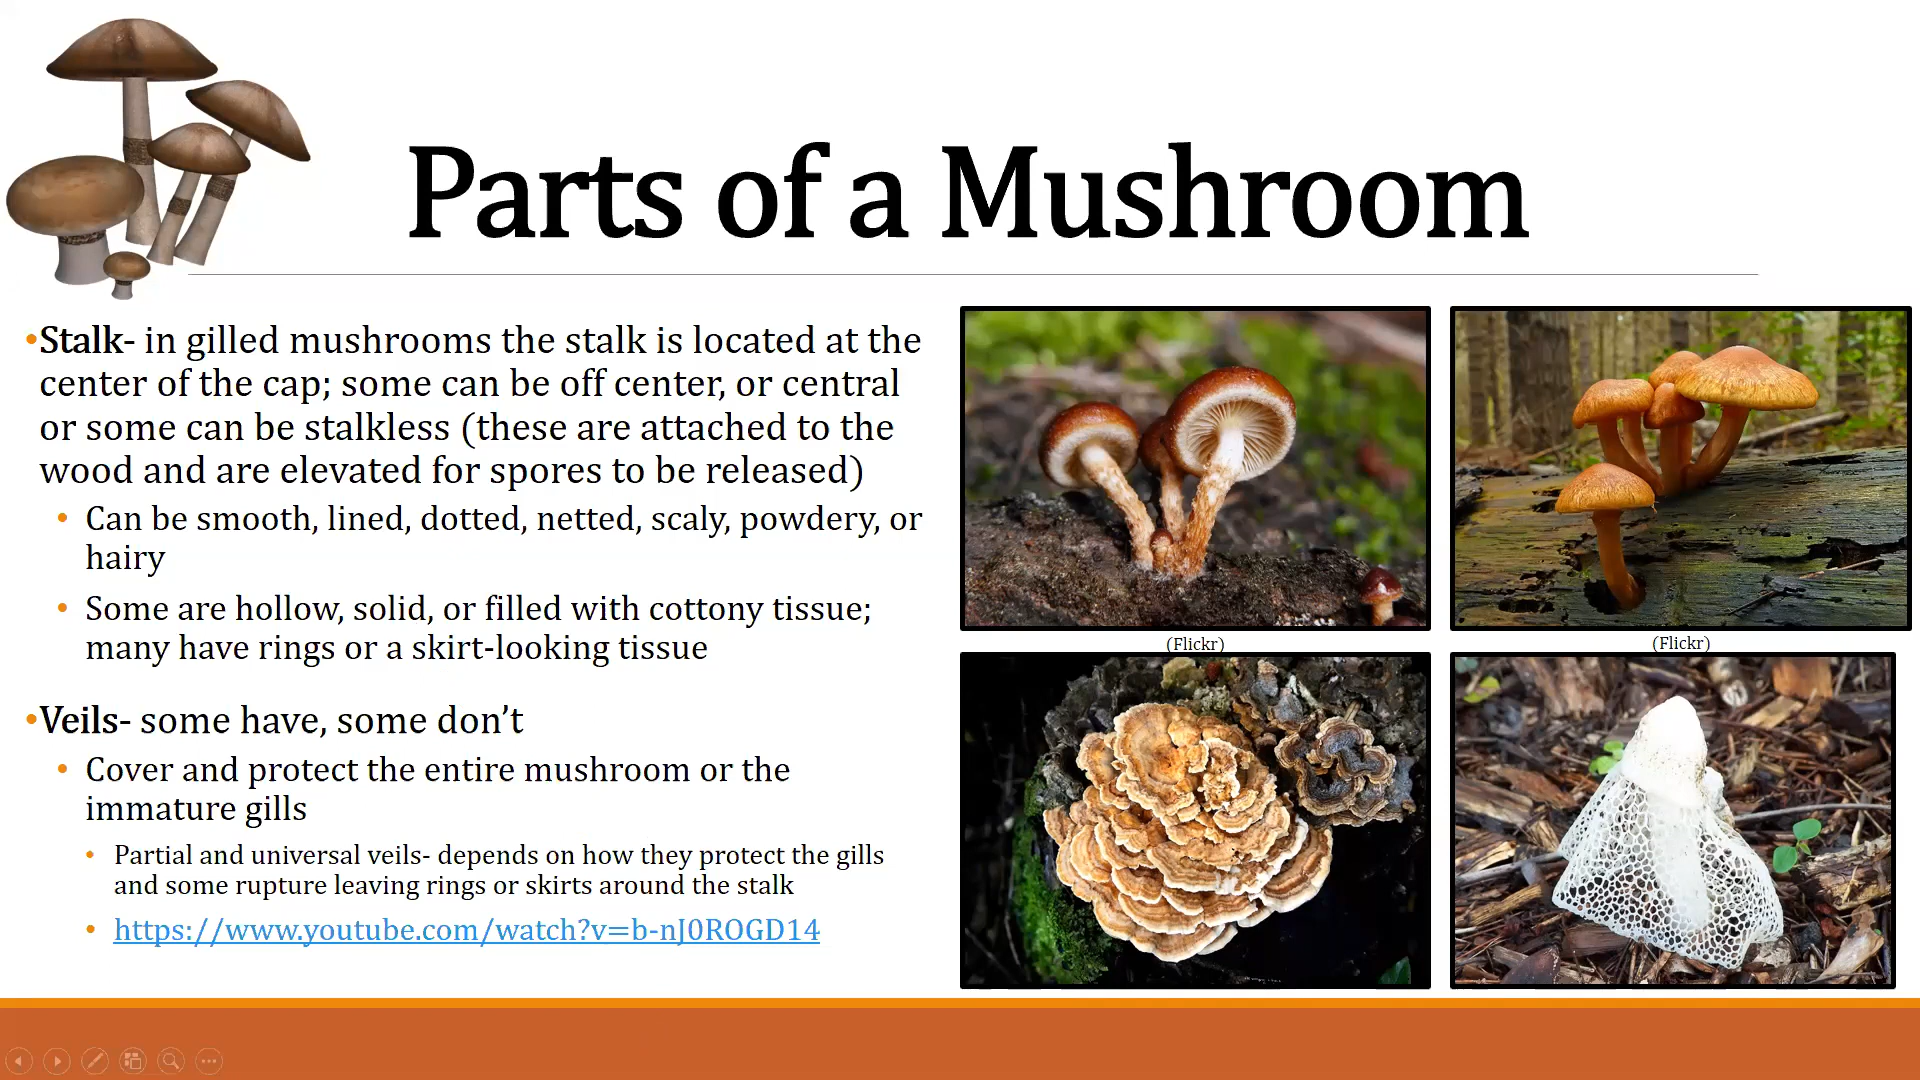 Parts of a Mushroom
•Stalk- in gilled mushrooms the stalk is located at the
center of the cap; some can be off center, or central
or some can be stalkless (these are attached to the
wood and are elevated for spores to be released)
• Can be smooth, lined, dotted, netted, scaly, powdery, or
hairy
• Some are hollow, solid, or filled with cottony tissue;
many have rings or a skirt-looking tissue
•Veils- some have, some don’t
• Cover and protect the entire mushroom or the
immature gills
• Partial and universal veils- depends on how they protect the gills
and some rupture leaving rings or skirts around the stalk
• https://www.youtube.com/watch?v=b-nJ0ROGD14
(Flickr)
(Flickr)